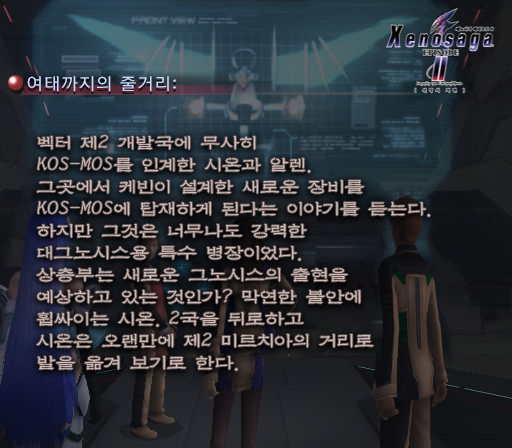 FRONT VIEW
Xenosaga
EPISODE
II
여태까지의 줄거리:
벡터 제2 개발국에 무사히
KOS-MOS를 인계한 시온과 알렌.
그곳에서 케빈이 설계한 새로운 장비를
KOS-MOS에 탑재하게 된다는 이야기를 듣는다.
하지만 그것은 너무나도 강력한
대그노시스용 특수 병장이었다.
상층부는 새로운 그노시스의 출현을
예상하고 있는 것인가? 막연한 불안에
휩싸이는 시온. 2국을 뒤로하고
시온은 오랜만에 제2 미르치아의 거리로
발을 옮겨 보기로 한다.